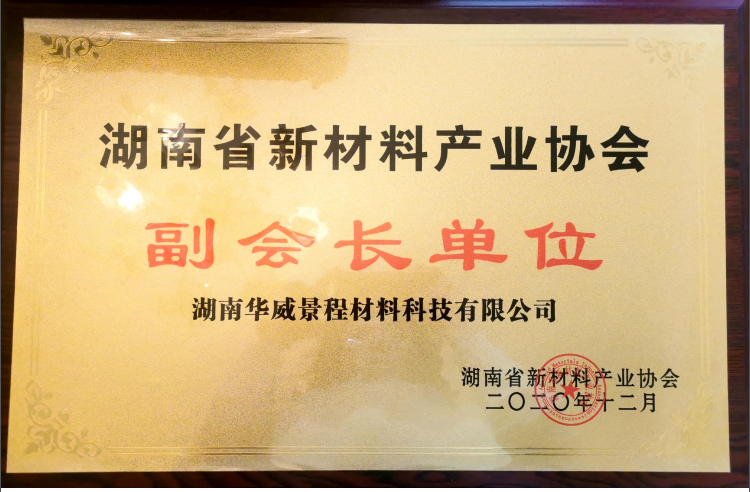 湖南省新材料产业协会
副会长单位
湖南华威景程材料科技有限公司
湖南省新材料产业协会
二〇二〇年十二月